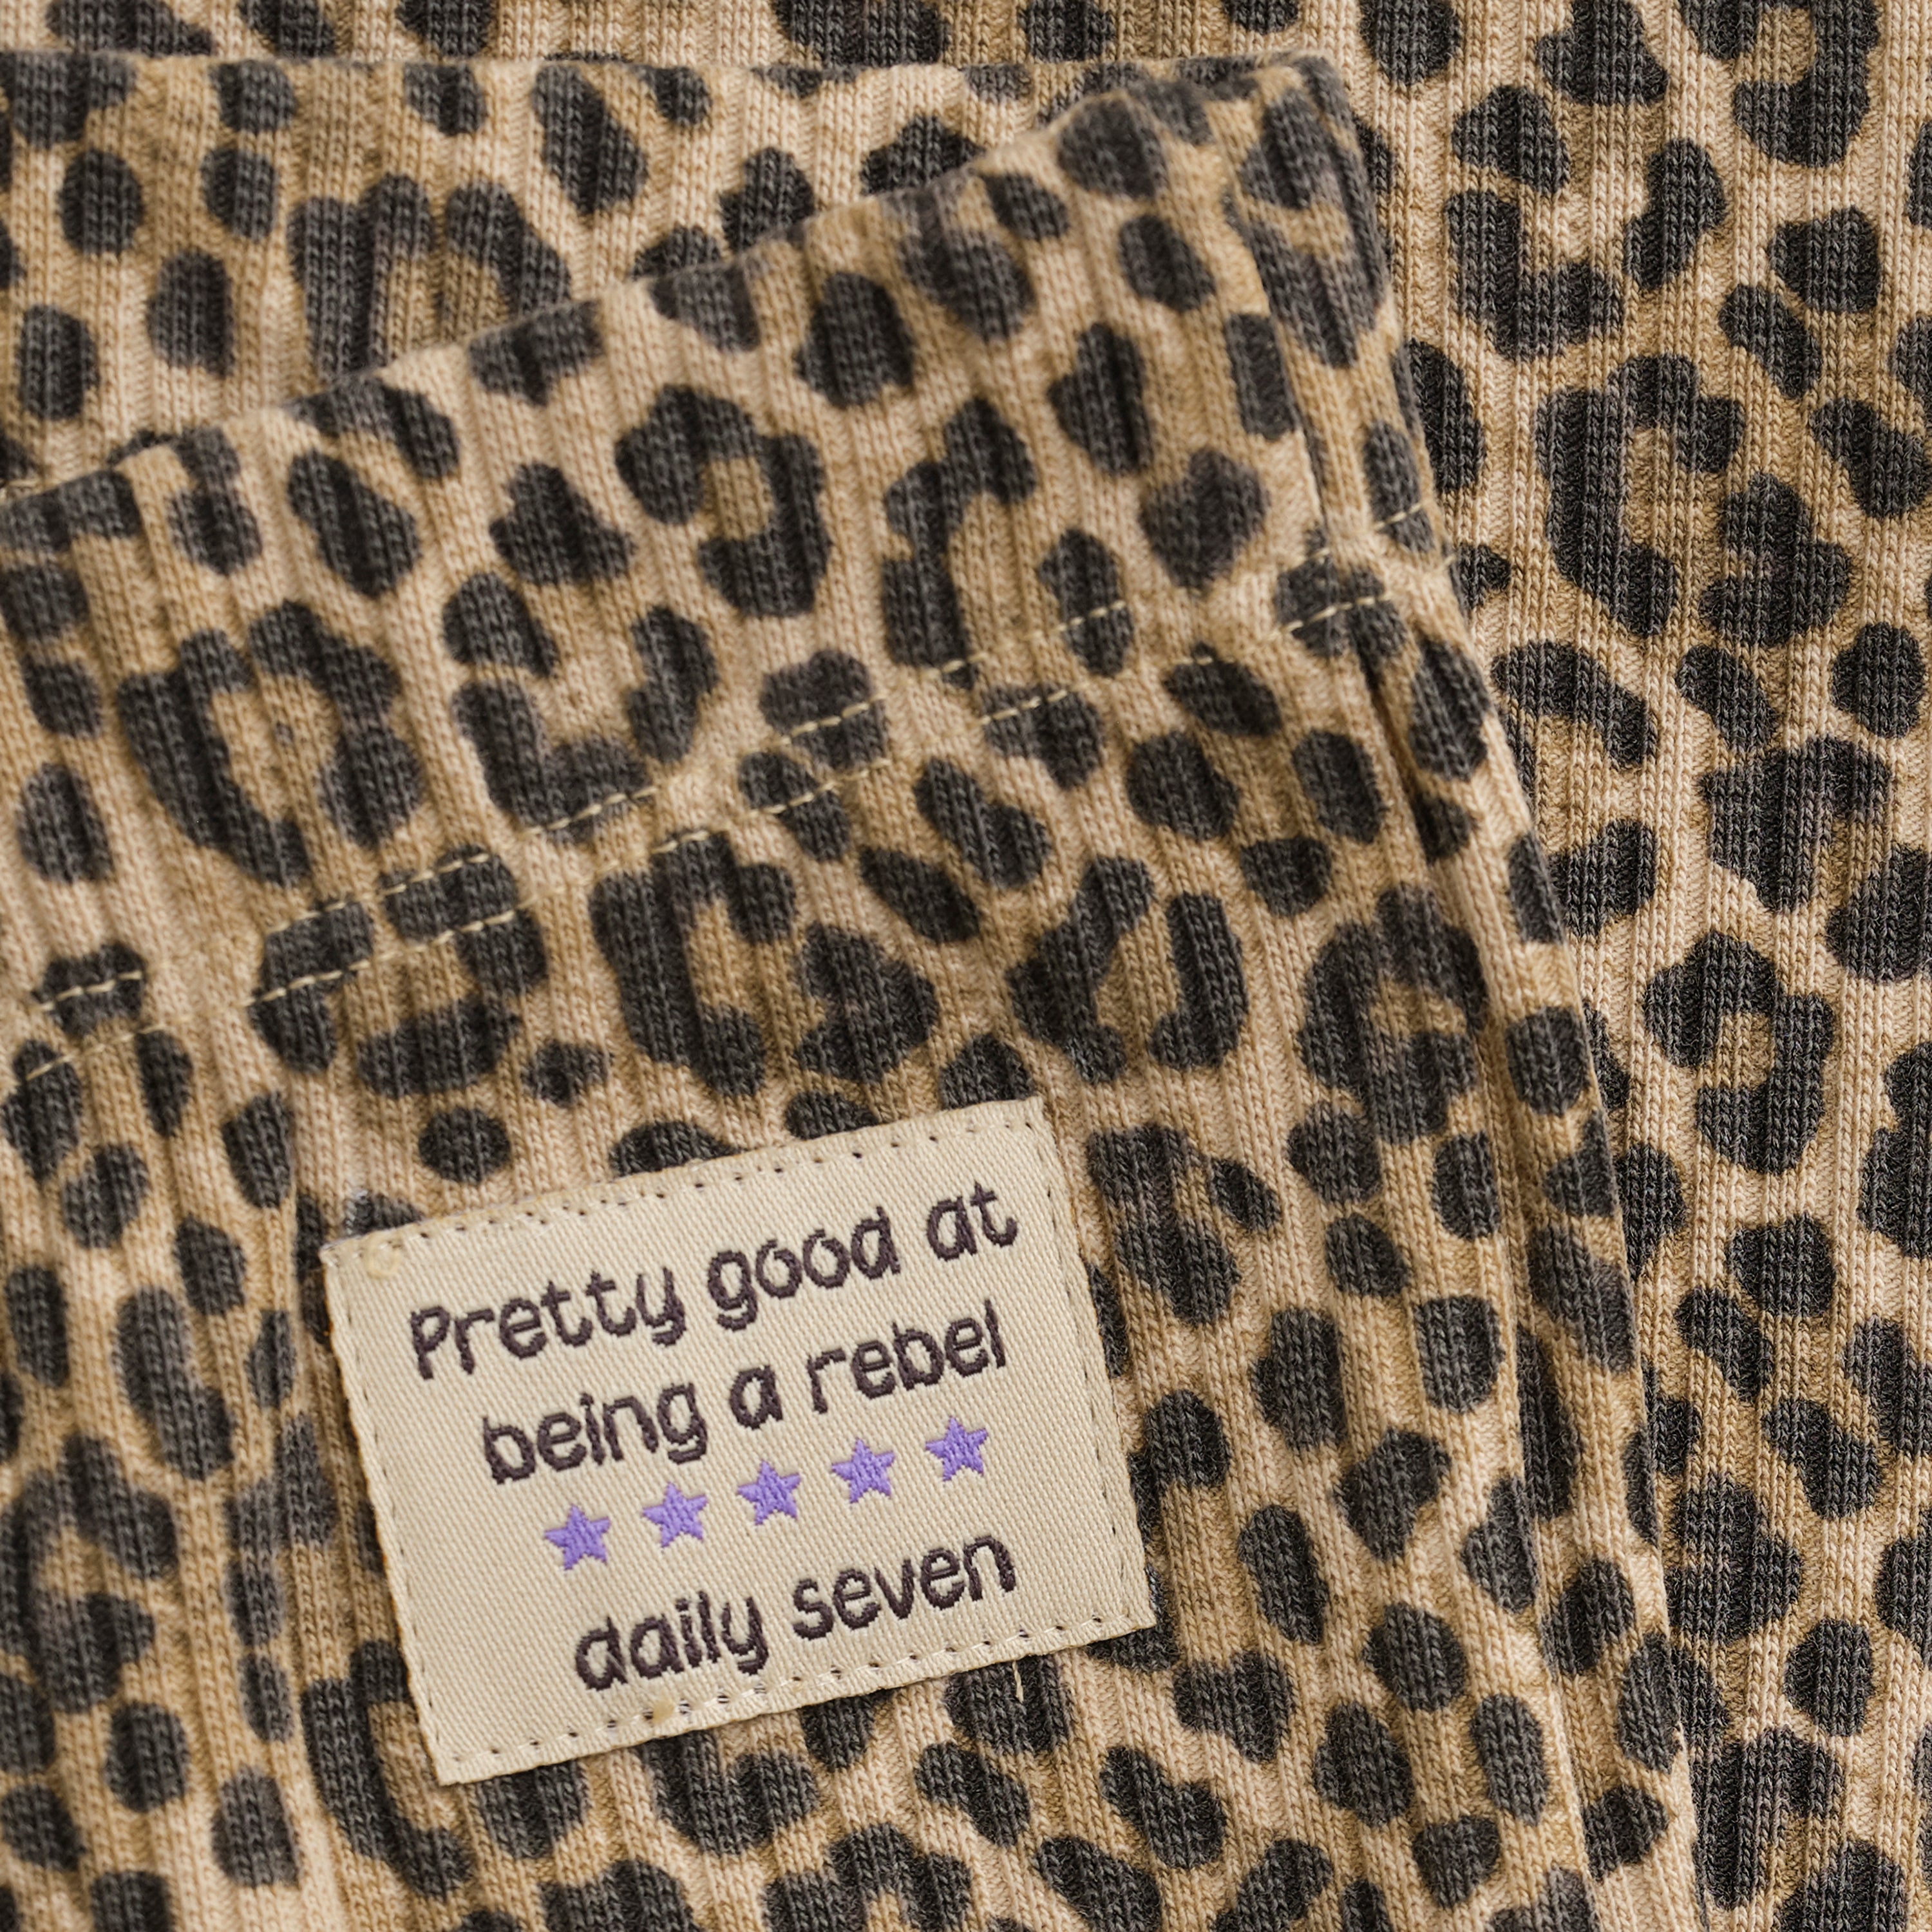 Pretty good at
being a rebel
daily seven